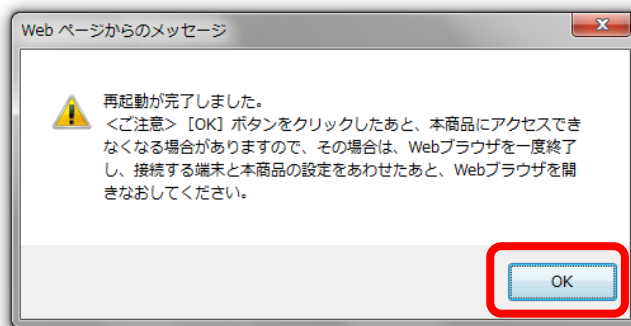 Web ページからのメッセージ
再起動が完了しました。
＜ご注意＞［OK］ボタンをクリックしたあと、本商品にアクセスでき
なくなる場合がありますので、その場合は、Webブラウザを一度終了
し、接続する端末と本商品の設定をあわせたあと、Webブラウザを開
きなおしてください。
OK